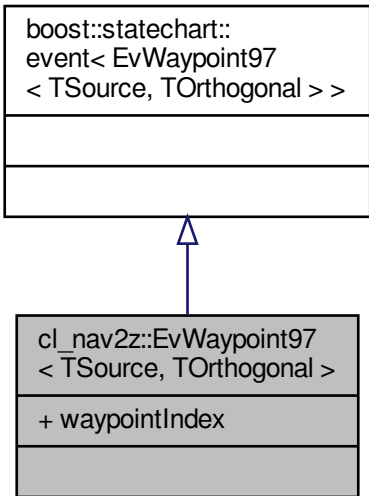 boost::statechart::
event< EvWaypoint97
< TSource, TOrthogonal > >
cl_nav2z::EvWaypoint97
< TSource, TOrthogonal >
+ waypointIndex